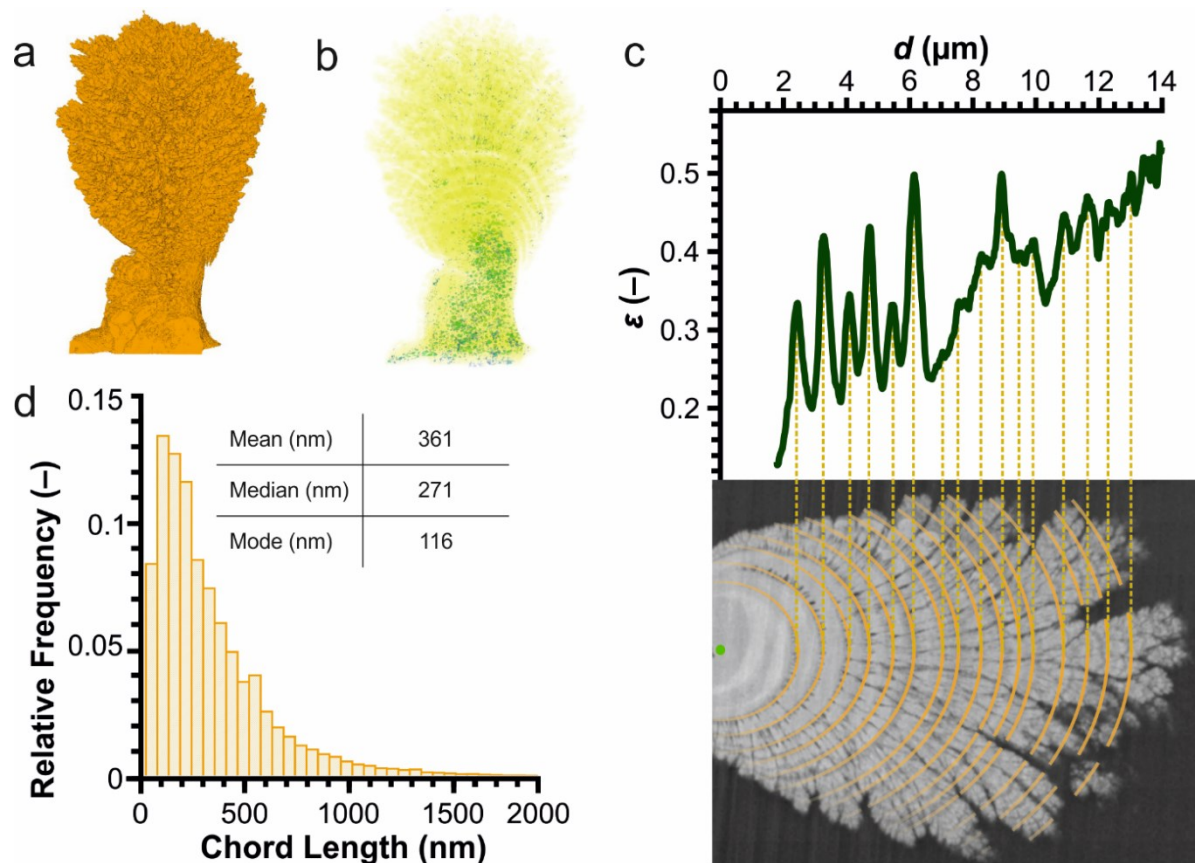 a
b
c
d (µm)
0 2 4 6 8 10 12 14
ε (–)
0.5
0.4
0.3
0.2
d
Relative Frequency (–)
0.15
0.1
0.05
0
Mean (nm) 361
Median (nm) 271
Mode (nm) 116
0 500 1000 1500 2000
Chord Length (nm)